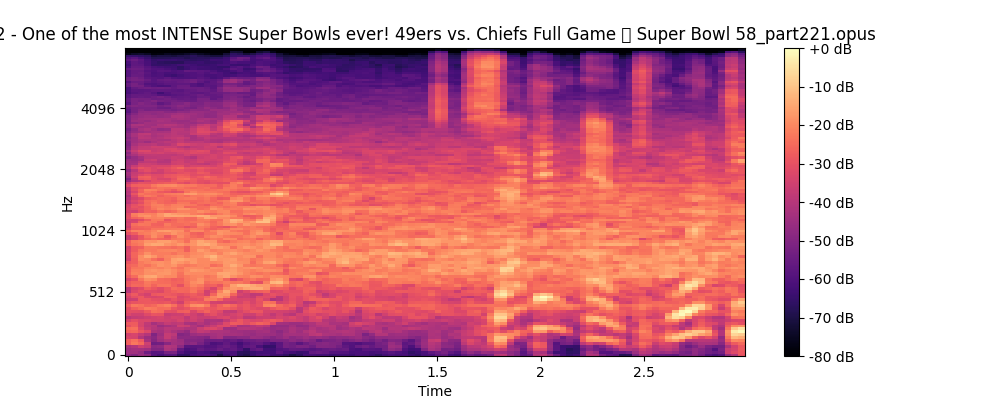 2 - One of the most INTENSE Super Bowls ever! 49ers vs. Chiefs Full Game ▯ Super Bowl 58_part221.opus
+0 dB
-10 dB
-20 dB
-30 dB
-40 dB
-50 dB
-60 dB
-70 dB
-80 dB
4096
2048
1024
512
0
Hz
0
0.5
1
1.5
2
2.5
Time